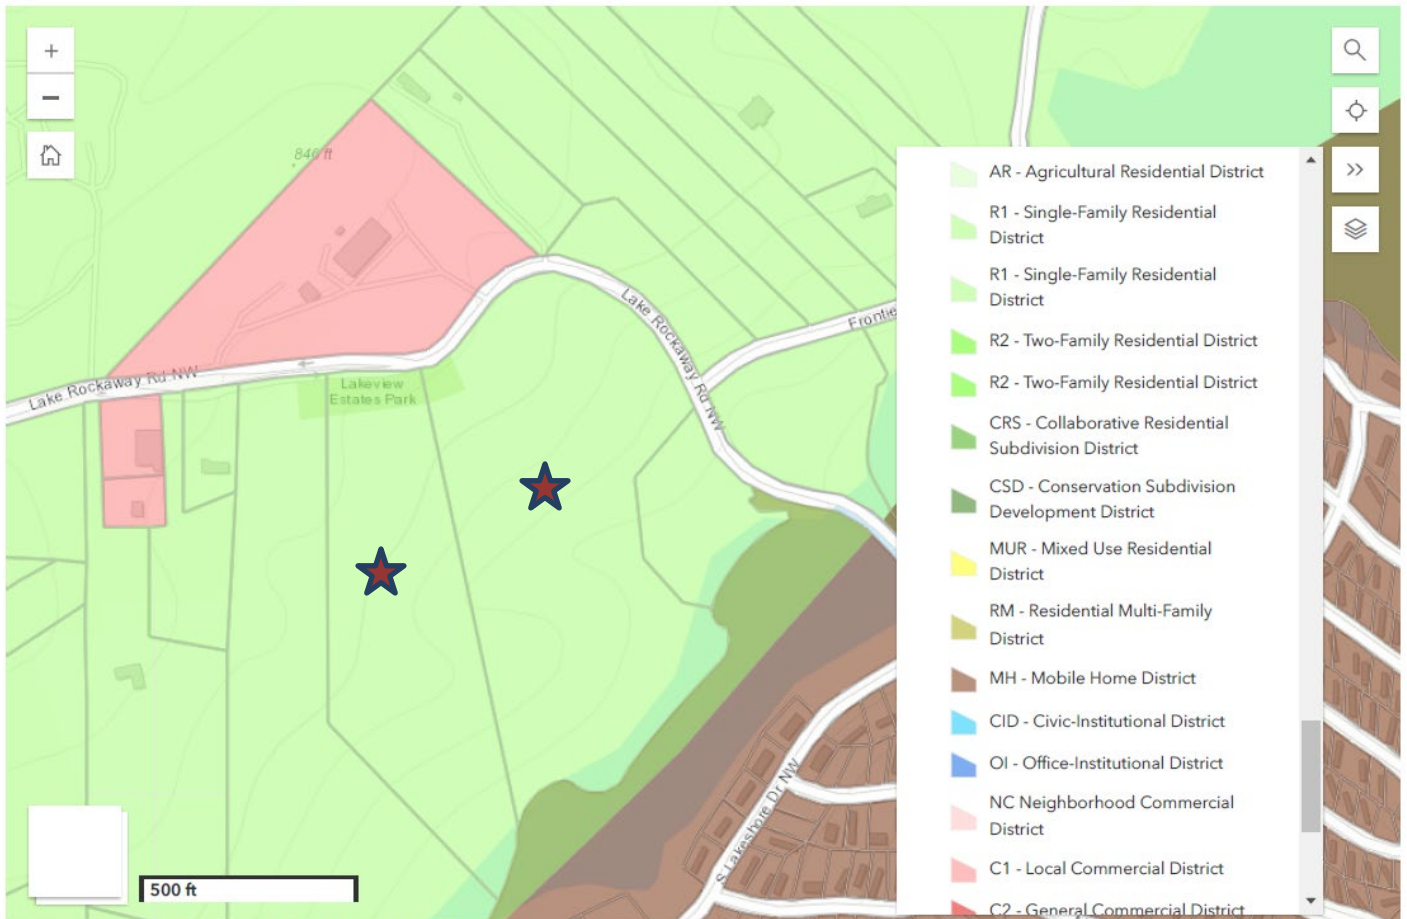 846 ft
Lake Rockaway Rd NW
Lakeview
Estates Park
Lake Rockaway Rd NW
Frontie
S Lakeshore Dr NW
500 ft
AR - Agricultural Residential District
R1 - Single-Family Residential
District
R1 - Single-Family Residential
District
R2 - Two-Family Residential District
R2 - Two-Family Residential District
CRS - Collaborative Residential
Subdivision District
CSD - Conservation Subdivision
Development District
MUR - Mixed Use Residential
District
RM - Residential Multi-Family
District
MH - Mobile Home District
CID - Civic-Institutional District
OI - Office-Institutional District
NC Neighborhood Commercial
District
C1 - Local Commercial District
C2 - General Commercial District